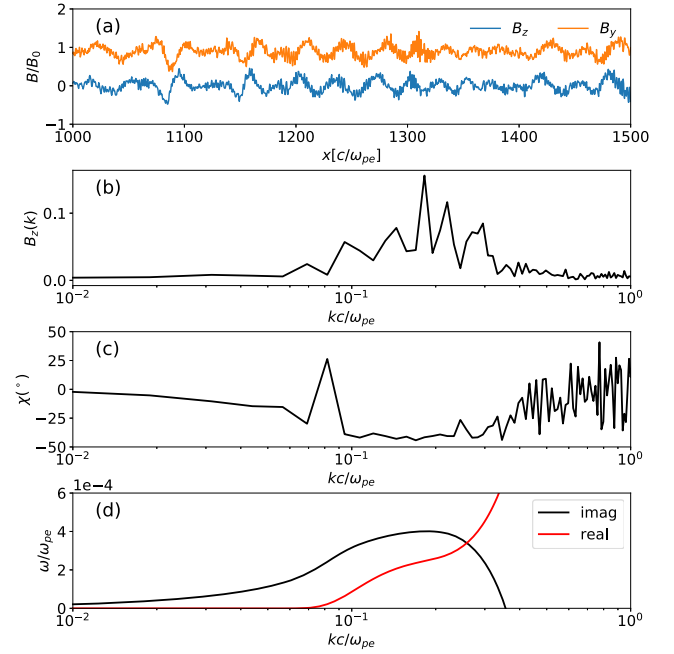 (a)
B_z B_y
B/B_0
2
1
0
−1
1000 1100 1200 1300 1400 1500
x[c/ω_pe]
(b)
B_z(k)
0.1
0.0
10^−2 10^−1 10^0
kc/ω_pe
(c)
χ(°)
50
25
0
−25
−50
10^−2 10^−1 10^0
kc/ω_pe
1e-4
(d)
imag
real
ω/ω_pe
6
4
2
0
10^−2 10^−1 10^0
kc/ω_pe